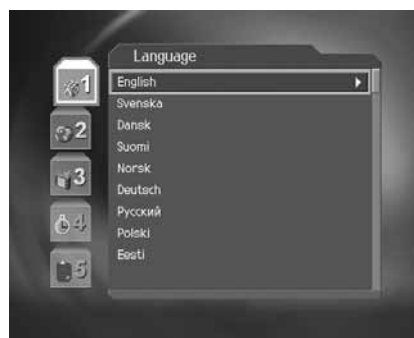 Language
1
English
Svenska
2
Dansk
Suomi
3
Norsk
Deutsch
Русский
4
Polski
Eesti
5